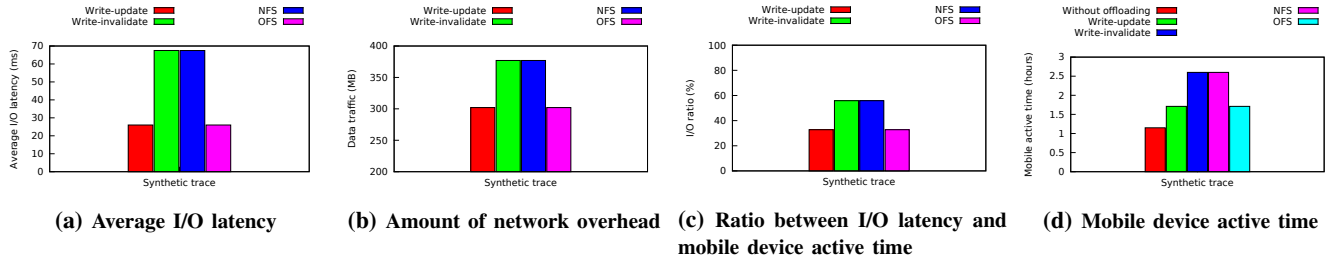 Write-update
Write-invalidate
NFS
OFS
Average I/O latency (ms)
70
60
50
40
30
20
10
0
Synthetic trace
(a) Average I/O latency
Write-update
Write-invalidate
NFS
OFS
Data traffic (MB)
400
350
300
250
200
Synthetic trace
(b) Amount of network overhead
Write-update
Write-invalidate
NFS
OFS
I/O ratio (%)
100
80
60
40
20
0
Synthetic trace
(c) Ratio between I/O latency and
mobile device active time
Without offloading
Write-update
Write-invalidate
NFS
OFS
Mobile active time (hours)
3
2.5
2
1.5
1
0.5
0
Synthetic trace
(d) Mobile device active time